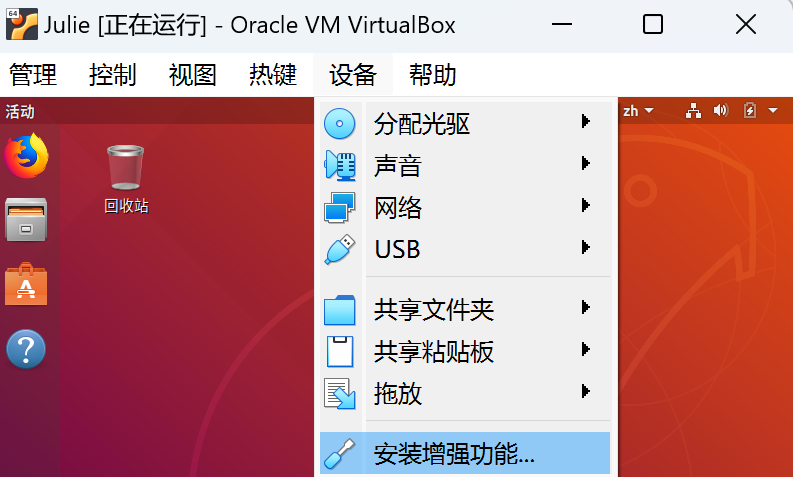 64
Julie [正在运行] - Oracle VM VirtualBox
管理 控制 视图 热键 设备 帮助
活动
zh
回收站
分配光驱
声音
网络
USB
共享文件夹
共享粘贴板
拖放
安装增强功能...